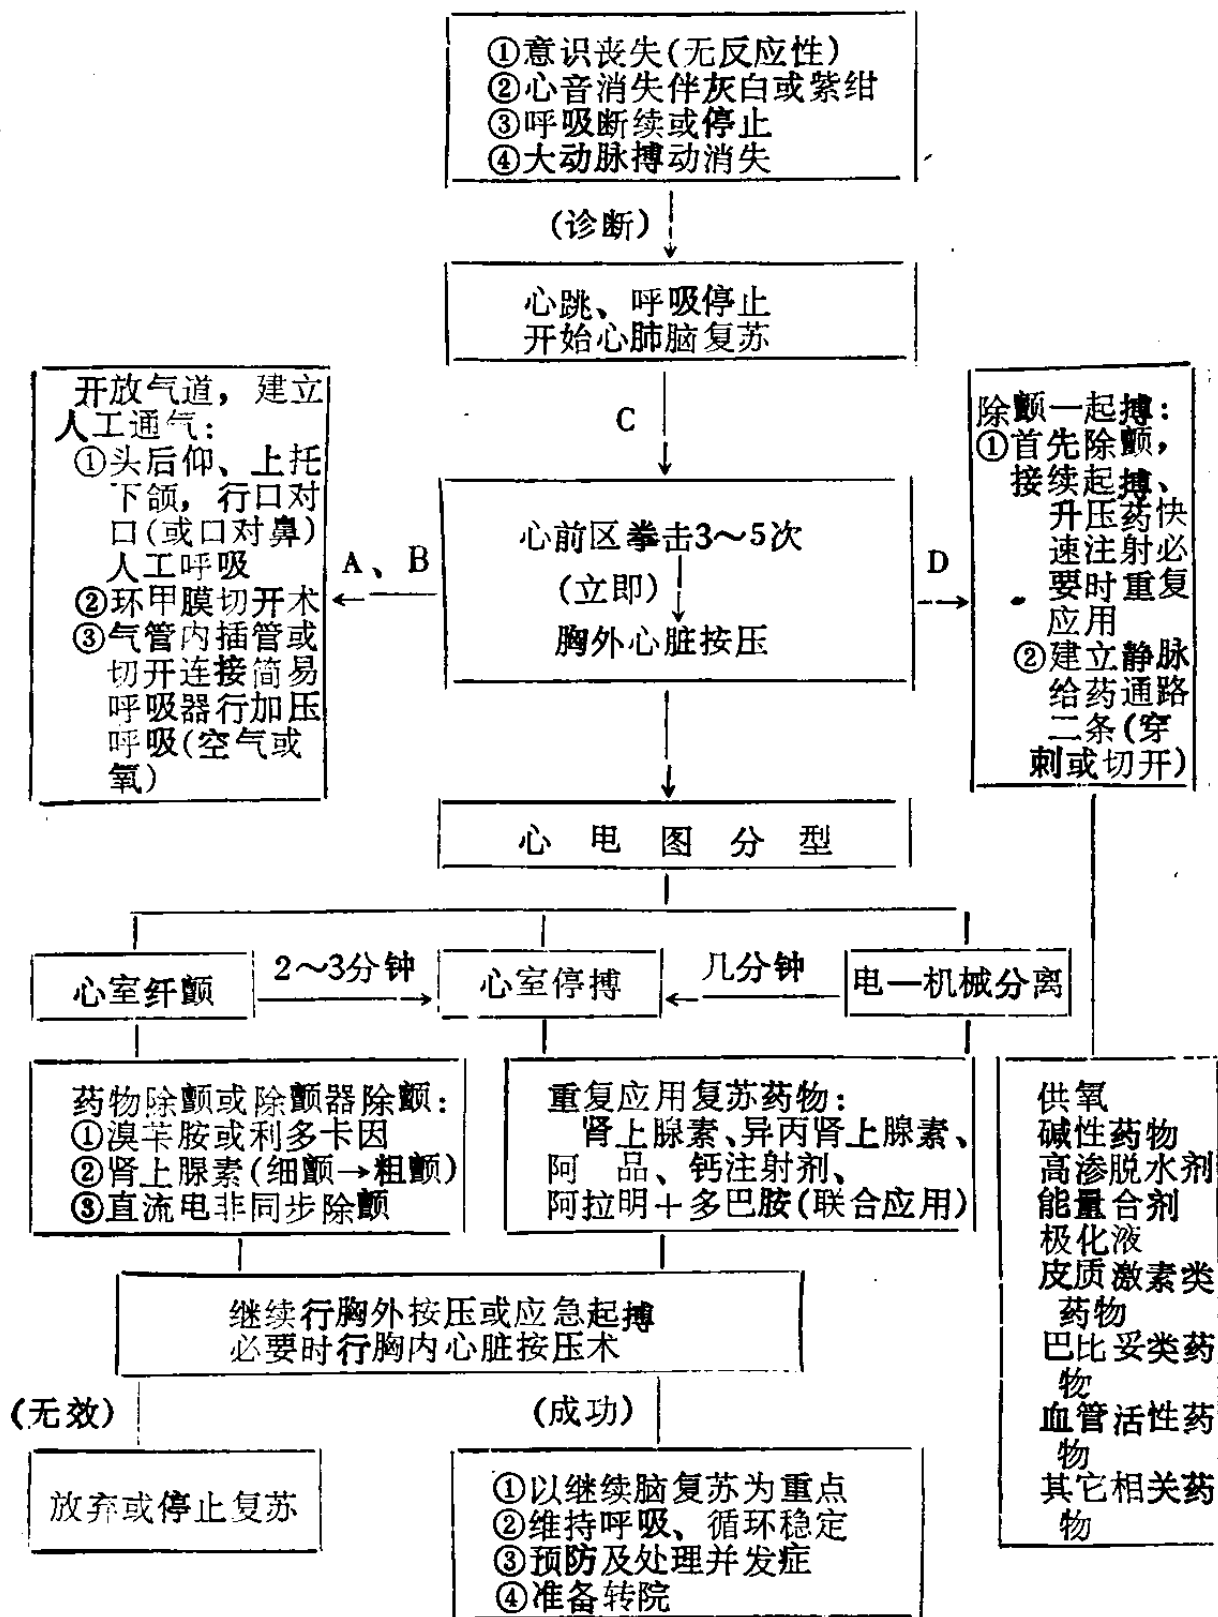 ①意识丧失(无反应性)
②心音消失伴灰白或紫绀
③呼吸断续或停止
④大动脉搏动消失
(诊断)
心跳、呼吸停止
开始心肺脑复苏
C
开放气道，建立
人工通气：
①头后仰、上托
下颌，行口对
口(或口对鼻)
人工呼吸
②环甲膜切开术
③气管内插管或
切开连接简易
呼吸器行加压
呼吸(空气或
氧)
A、B
心前区拳击3～5次
(立即)
胸外心脏按压
D
除颤一起搏：
①首先除颤，
接续起搏、
升压药快
速注射必
要时重复
应用
②建立静脉
给药通路
二条(穿
刺或切开)
心电图分型
心室纤颤
2～3分钟
心室停搏
几分钟
电一机械分离
药物除颤或除颤器除颤：
①溴苄胺或利多卡因
②肾上腺素(细颤→粗颤)
③直流电非同步除颤
重复应用复苏药物：
肾上腺素、异丙肾上腺素、
阿 品、钙注射剂、
阿拉明＋多巴胺(联合应用)
供氧
碱性药物
高渗脱水剂
能量合剂
极化液
皮质激素类
药物
巴比妥类药
物
血管活性药
物
其它相关药
物
继续行胸外按压或应急起搏
必要时行胸内心脏按压术
(无效)
(成功)
放弃或停止复苏
①以继续脑复苏为重点
②维持呼吸、循环稳定
③预防及处理并发症
④准备转院